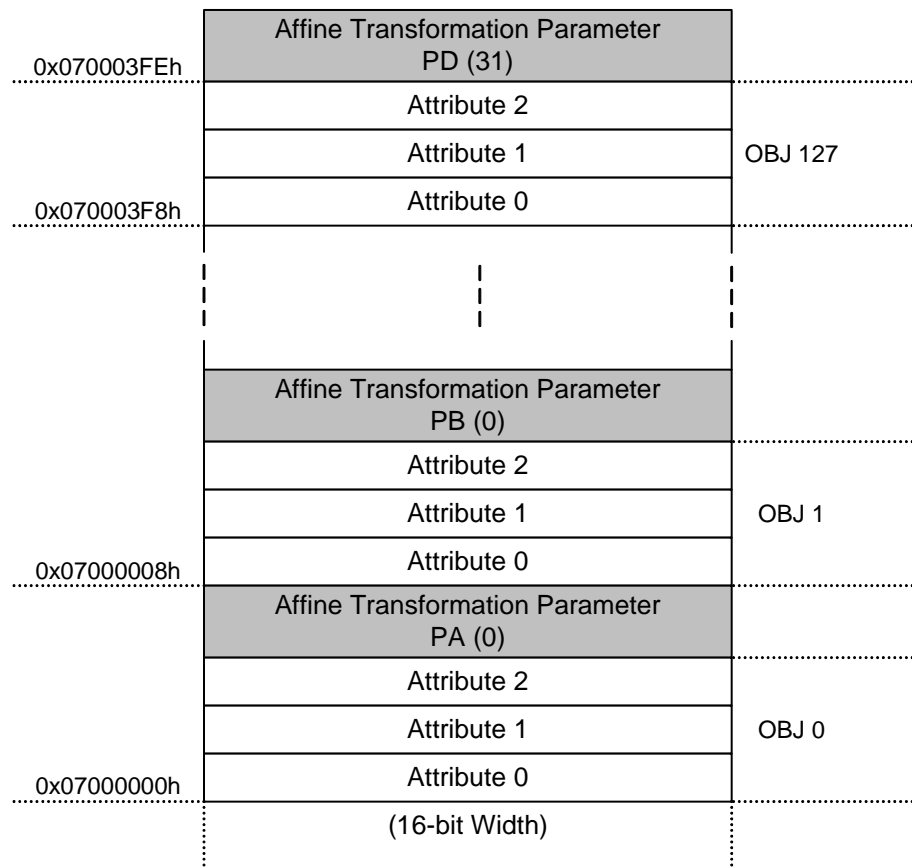 Affine Transformation Parameter
PD (31)
0x070003FEh
Attribute 2
Attribute 1
OBJ 127
Attribute 0
0x070003F8h
Affine Transformation Parameter
PB (0)
Attribute 2
Attribute 1
OBJ 1
Attribute 0
0x07000008h
Affine Transformation Parameter
PA (0)
Attribute 2
Attribute 1
OBJ 0
Attribute 0
0x07000000h
(16-bit Width)